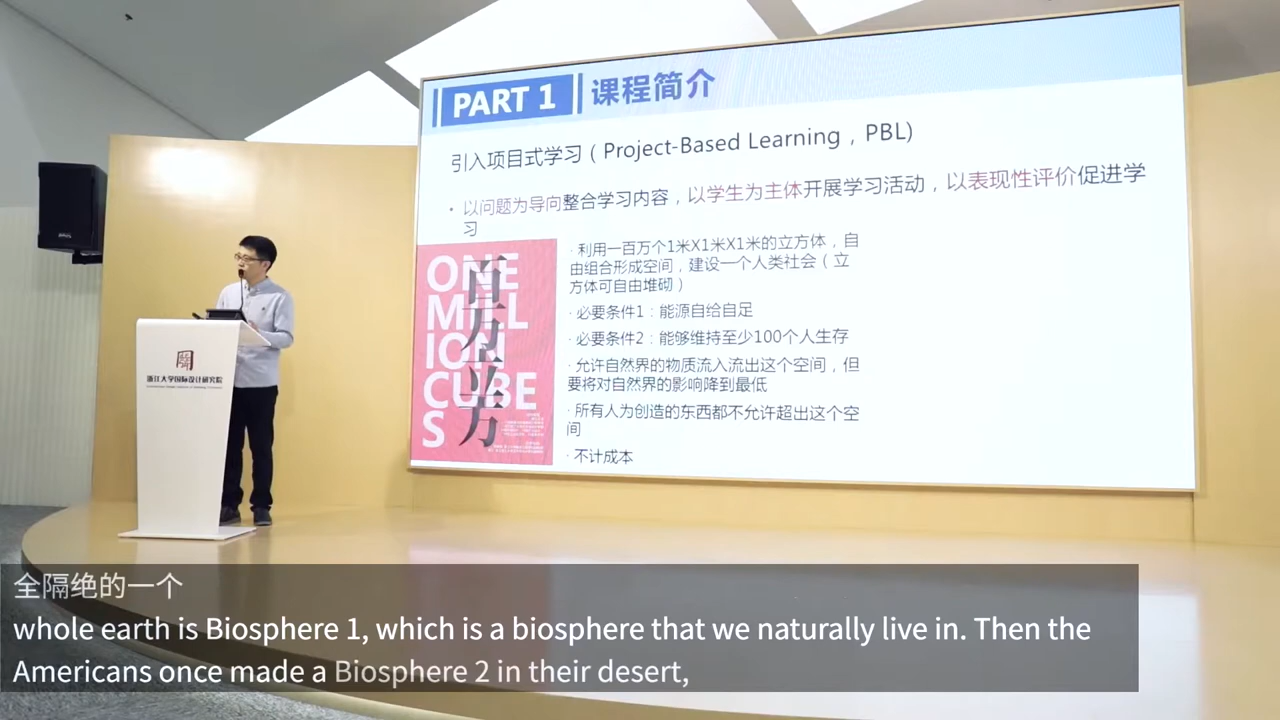 PART 1 课程简介
引入项目式学习（Project-Based Learning，PBL)
· 以问题为导向整合学习内容，以学生为主体开展学习活动，以表现性评价促进学
习
ONE
MILL
ION
CUBE
S
百万立方
· 利用一百万个1米X1米X1米的立方体，自
由组合形成空间，建设一个人类社会（立
方体可自由堆砌）
· 必要条件1：能源自给自足
· 必要条件2：能够维持至少100个人生存
· 允许自然界的物质流入流出这个空间，但
要将对自然界的影响降到最低
· 所有人为创造的东西都不允许超出这个空
间
· 不计成本
浙江大学国际设计研究院
全隔绝的一个
whole earth is Biosphere 1, which is a biosphere that we naturally live in. Then the
Americans once made a Biosphere 2 in their desert,